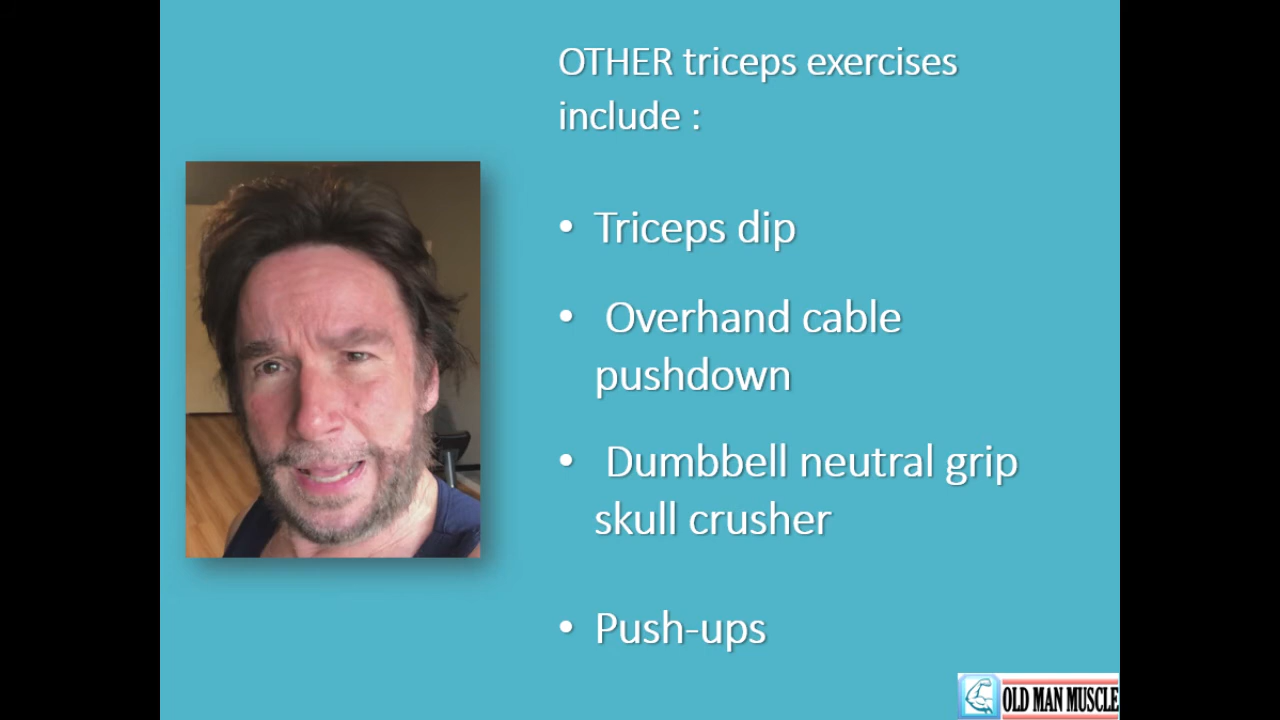 OTHER triceps exercises
include :
• Triceps dip
• Overhand cable
pushdown
• Dumbbell neutral grip
skull crusher
• Push-ups
OLD MAN MUSCLE